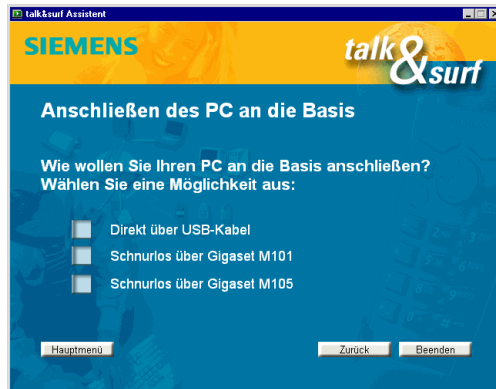 talk&surf Assistent
SIEMENS
talk&surf
Anschließen des PC an die Basis
Wie wollen Sie Ihren PC an die Basis anschließen?
Wählen Sie eine Möglichkeit aus:
Direkt über USB-Kabel
Schnurlos über Gigaset M101
Schnurlos über Gigaset M105
Hauptmenü Zurück Beenden